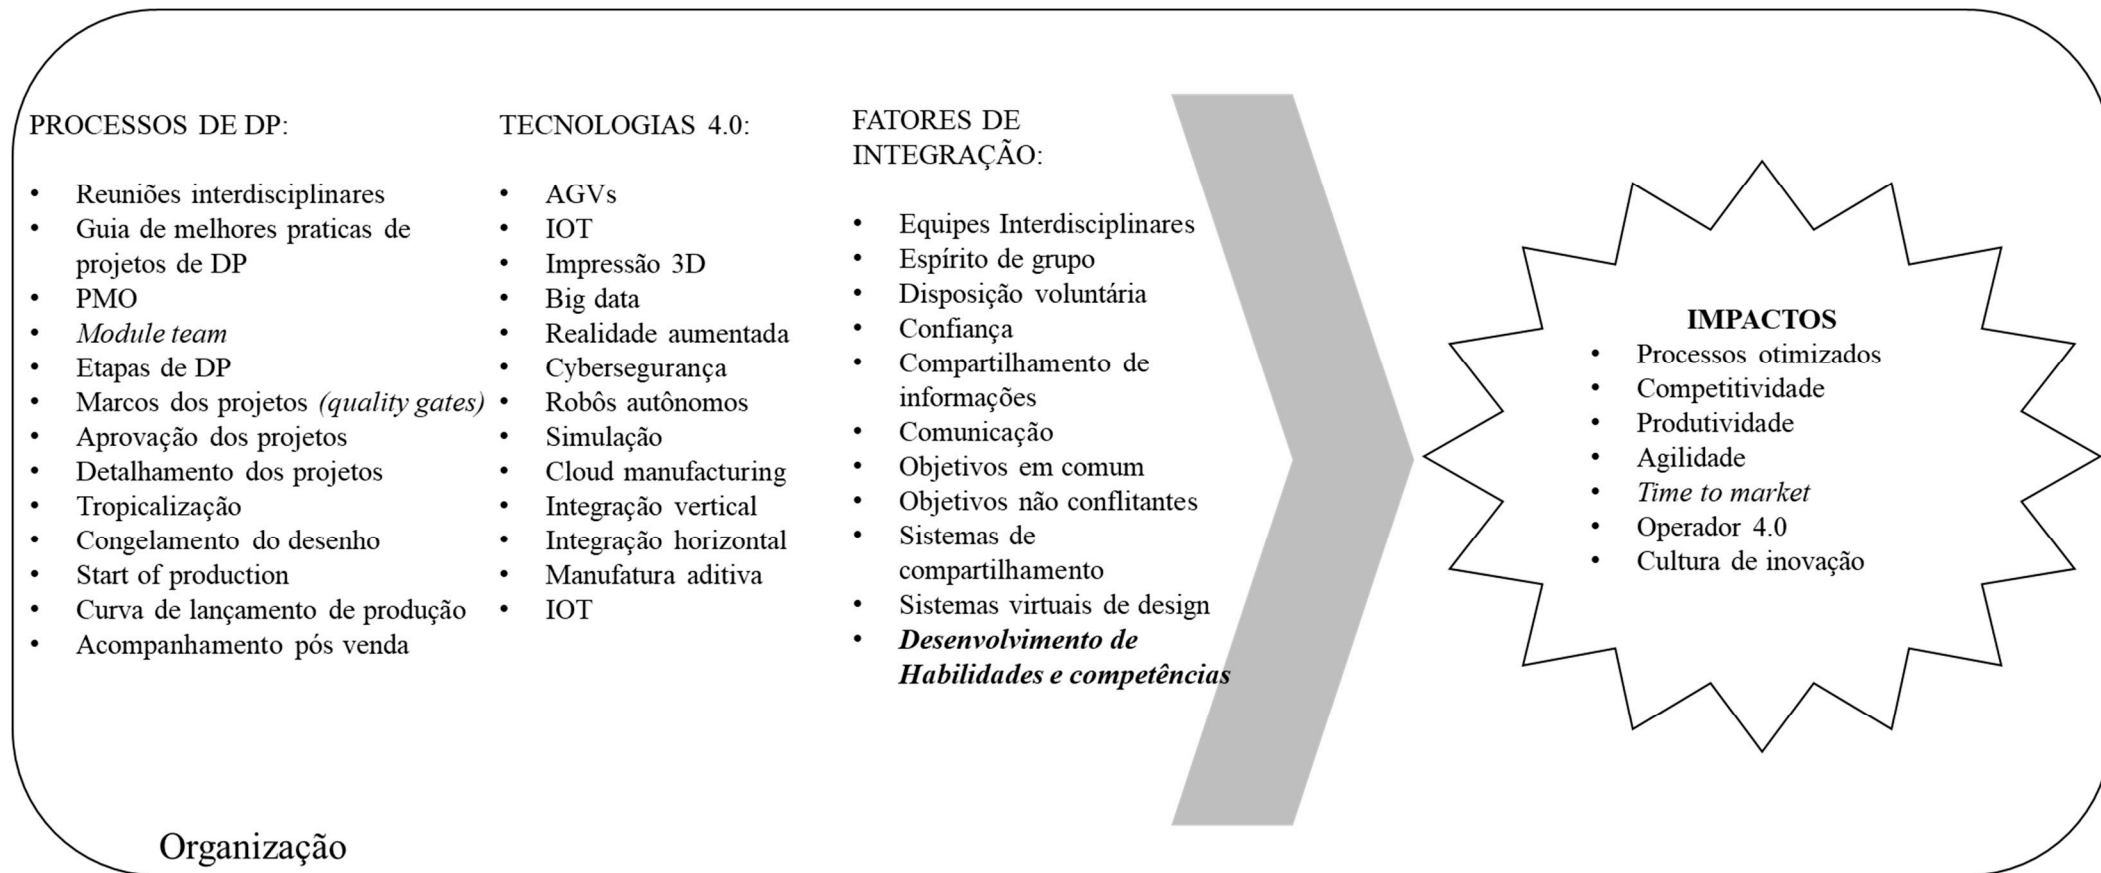 PROCESSOS DE DP:
• Reuniões interdisciplinares
• Guia de melhores praticas de
projetos de DP
• PMO
• Module team
• Etapas de DP
• Marcos dos projetos (quality gates)
• Aprovação dos projetos
• Detalhamento dos projetos
• Tropicalização
• Congelamento do desenho
• Start of production
• Curva de lançamento de produção
• Acompanhamento pós venda
TECNOLOGIAS 4.0:
• AGVs
• IOT
• Impressão 3D
• Big data
• Realidade aumentada
• Cybersegurança
• Robôs autônomos
• Simulação
• Cloud manufacturing
• Integração vertical
• Integração horizontal
• Manufatura aditiva
• IOT
FATORES DE
INTEGRAÇÃO:
• Equipes Interdisciplinares
• Espírito de grupo
• Disposição voluntária
• Confiança
• Compartilhamento de
informações
• Comunicação
• Objetivos em comum
• Objetivos não conflitantes
• Sistemas de
compartilhamento
• Sistemas virtuais de design
• Desenvolvimento de
Habilidades e competências
IMPACTOS
• Processos otimizados
• Competitividade
• Produtividade
• Agilidade
• Time to market
• Operador 4.0
• Cultura de inovação
Organização